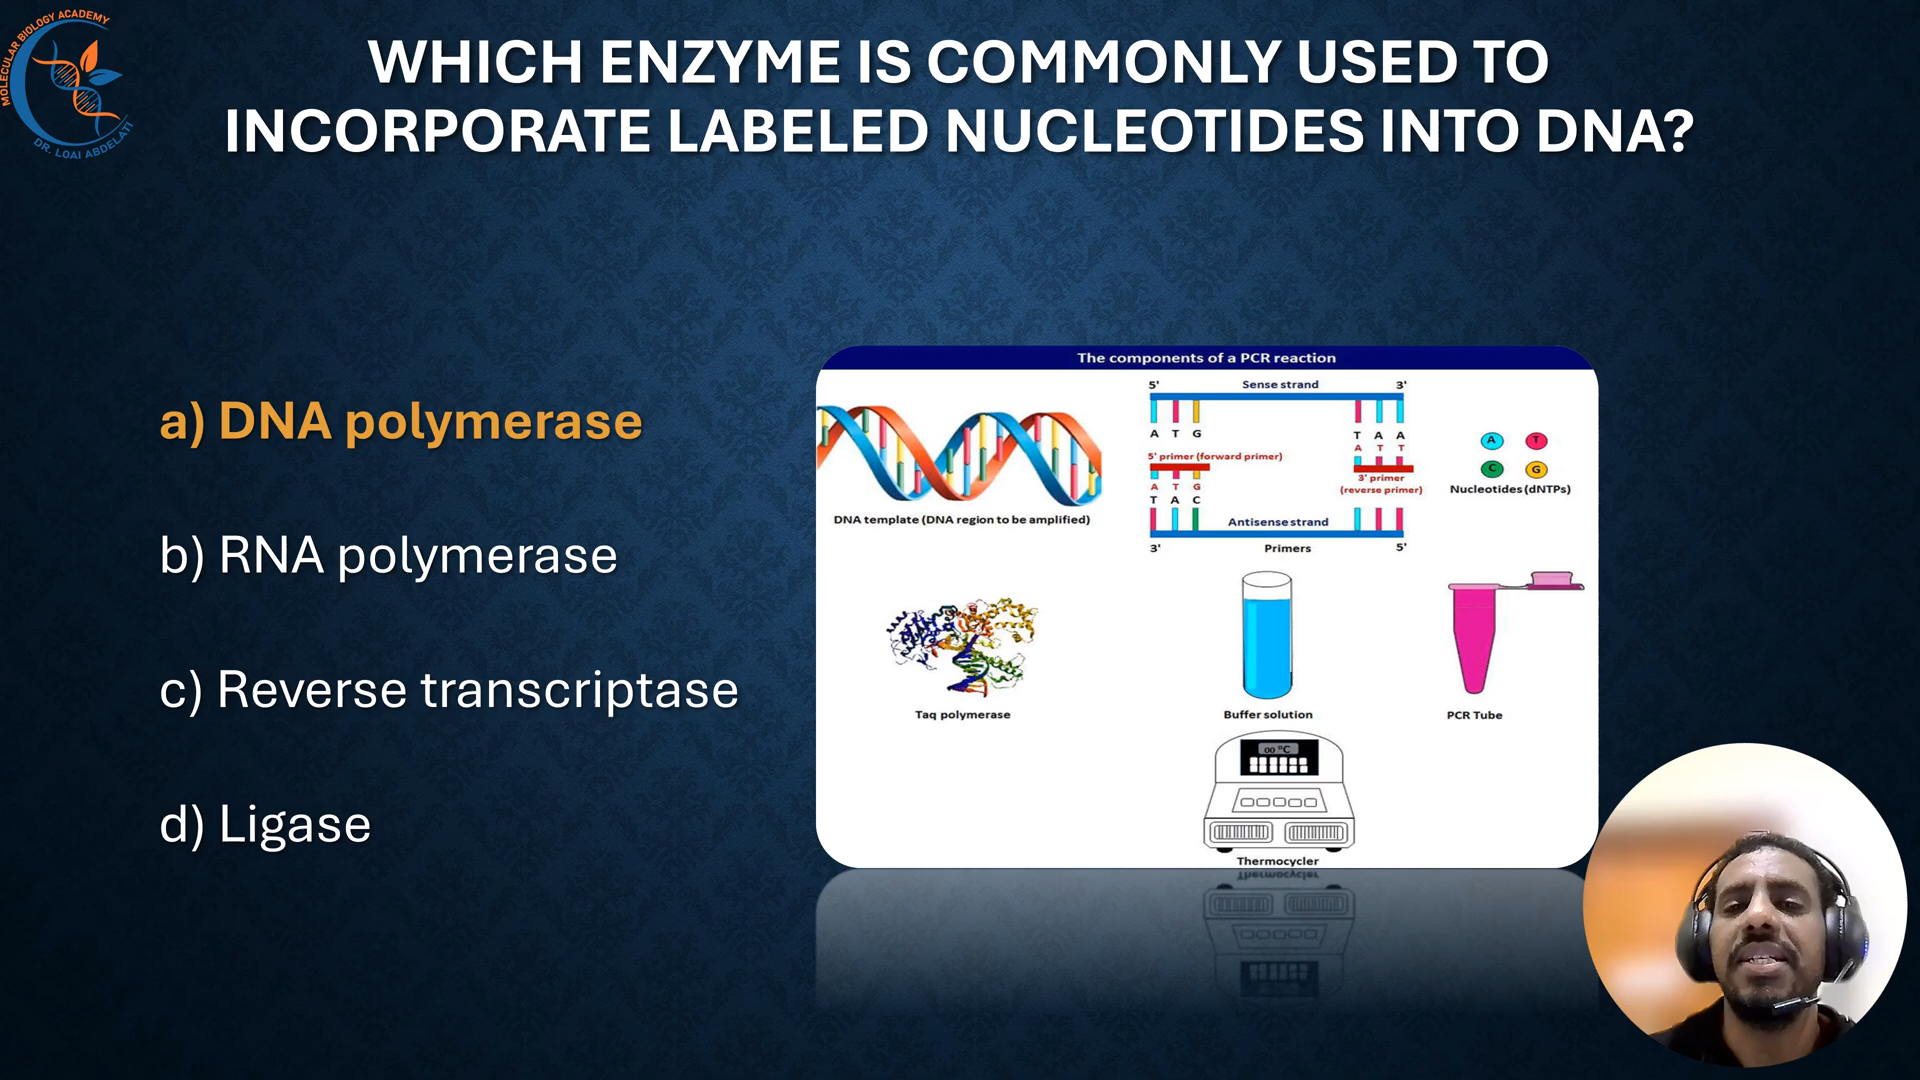 MOLECULAR BIOLOGY ACADEMY
DR. LOAI ABDELATI
WHICH ENZYME IS COMMONLY USED TO
INCORPORATE LABELED NUCLEOTIDES INTO DNA?
a) DNA polymerase
b) RNA polymerase
c) Reverse transcriptase
d) Ligase
The components of a PCR reaction
5' Sense strand 3'
A T G T A A
A T T
5' primer (forward primer)
3' primer
(reverse primer)
A T G
T A C
Antisense strand
3' Primers 5'
DNA template (DNA region to be amplified)
A T
C G
Nucleotides (dNTPs)
Taq polymerase
Buffer solution
PCR Tube
00 °C
Thermocycler
Thermocycler